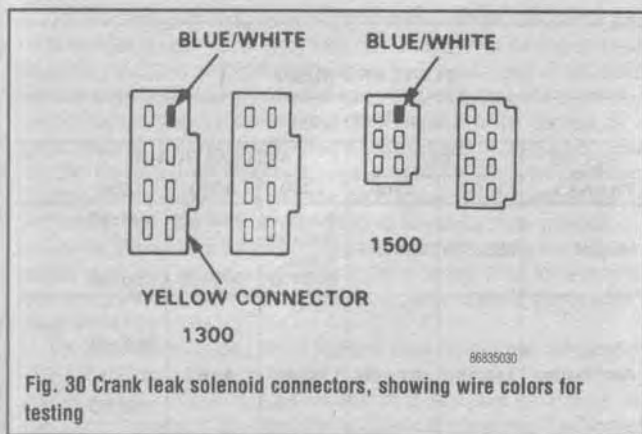 BLUE/WHITE
BLUE/WHITE
1500
YELLOW CONNECTOR
1300
86835030
Fig. 30 Crank leak solenoid connectors, showing wire colors for
testing